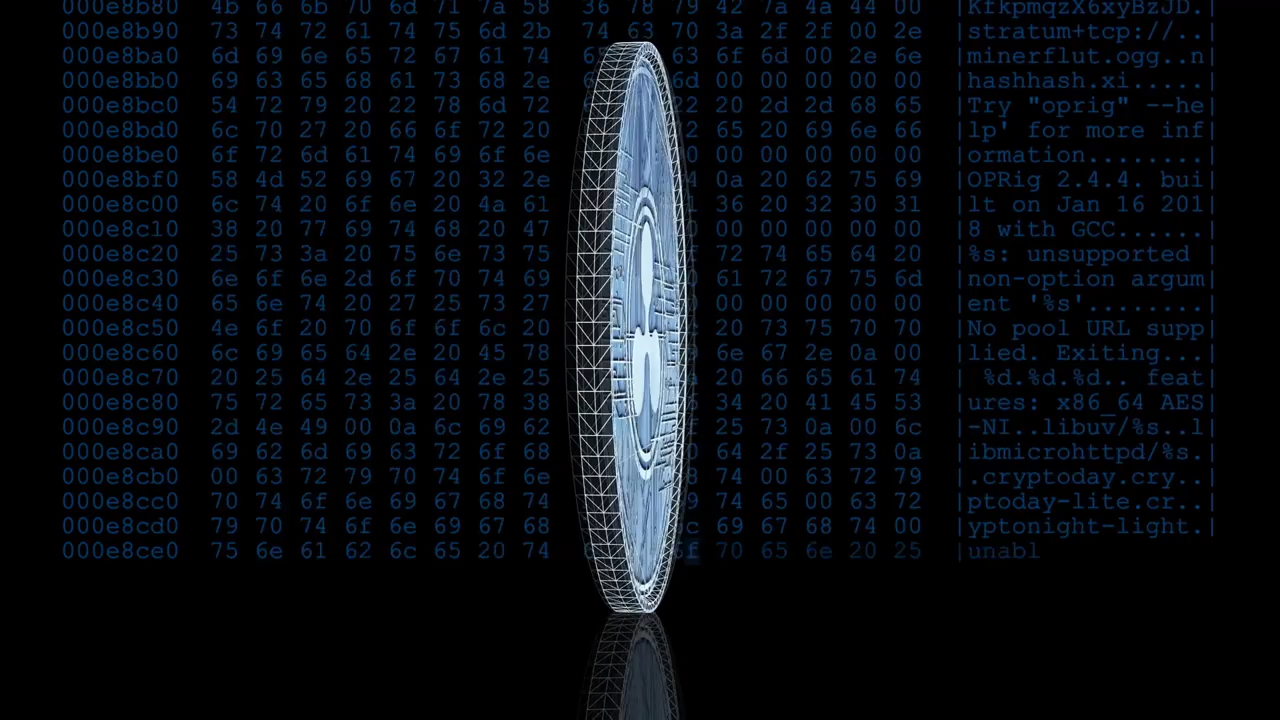 000e8b80 4b 66 6b 70 6d 71 7a 58 36 78 79 42 7a 4a 44 00 |KfkpmqzX6xyBzJD.|
000e8b90 73 74 72 61 74 75 6d 2b 74 63 70 3a 2f 2f 00 2e |stratum+tcp://..|
000e8ba0 6d 69 6e 65 72 67 61 74 63 6f 6d 00 2e 6e |minerflut.ogg..n|
000e8bb0 69 63 65 68 61 73 68 2e 6d 00 00 00 00 00 |hashhash.xi.....|
000e8bc0 54 72 79 20 22 78 6d 72 22 20 2d 2d 68 65 |Try "oprig" --he|
000e8bd0 6c 70 27 20 66 6f 72 20 72 65 20 69 6e 66 |lp' for more inf|
000e8be0 6f 72 6d 61 74 69 6f 6e 00 00 00 00 00 |ormation........|
000e8bf0 58 4d 52 69 67 20 32 2e 0a 20 62 75 69 |OPRig 2.4.4. bui|
000e8c00 6c 74 20 6f 6e 20 4a 61 36 20 32 30 31 |lt on Jan 16 201|
000e8c10 38 20 77 69 74 68 20 47 00 00 00 00 00 |8 with GCC......|
000e8c20 25 73 3a 20 75 6e 73 75 72 74 65 64 20 |%s: unsupported
000e8c30 6e 6f 6e 2d 6f 70 74 69 61 72 67 75 6d |non-option argum|
000e8c40 65 6e 74 20 27 25 73 27 00 00 00 00 00 |ent '%s'........|
000e8c50 4e 6f 20 70 6f 6f 6c 20 20 73 75 70 70 |No pool URL supp|
000e8c60 6c 69 65 64 2e 20 45 78 6e 67 2e 0a 00 |lied. Exiting...|
000e8c70 20 25 64 2e 25 64 2e 25 20 66 65 61 74 | %d.%d.%d.. feat|
000e8c80 75 72 65 73 3a 20 78 38 34 20 41 45 53 |ures: x86_64 AES|
000e8c90 2d 4e 49 00 0a 6c 69 62 25 73 0a 00 6c |-NI..libuv/%s..l|
000e8ca0 69 62 6d 69 63 72 6f 68 64 2f 25 73 0a |ibmicrohttpd/%s.|
000e8cb0 00 63 72 79 70 74 6f 6e 74 00 63 72 79 |.cryptoday.cry..|
000e8cc0 70 74 6f 6e 69 67 68 74 74 65 00 63 72 |ptoday-lite.cr..|
000e8cd0 79 70 74 6f 6e 69 67 68 69 67 68 74 00 |yptonight-light.|
000e8ce0 75 6e 61 62 6c 65 20 74 70 65 6e 20 25 |unabl